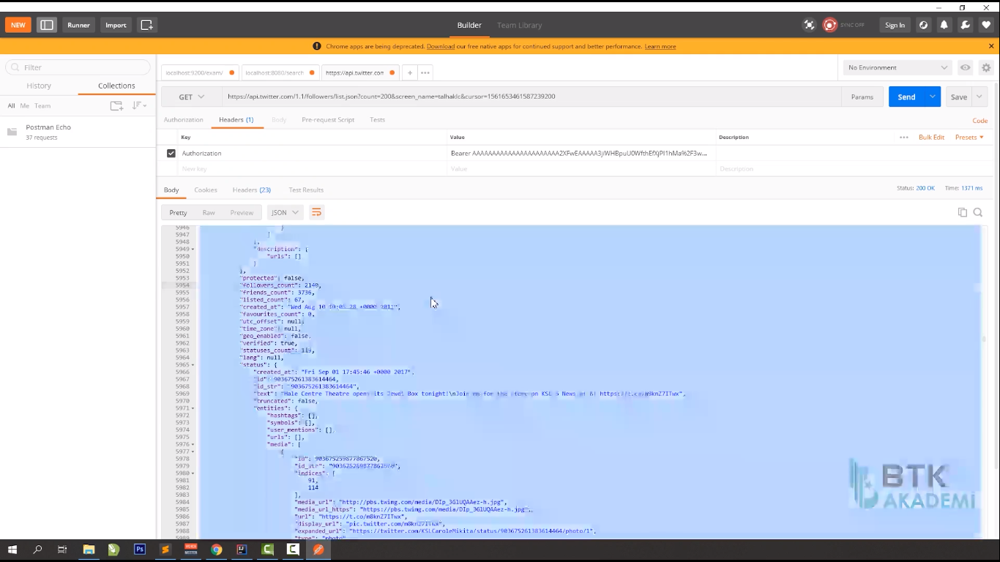 NEW
Runner
Import
Builder
Team Library
SYNC OFF
Sign In
Chrome apps are being deprecated. Download our free native apps for continued support and better performance. Learn more
Filter
History
Collections
All Me Team
Postman Echo
37 requests
localhost:9200/exam/
localhost:8080/search
https://api.twitter.con
No Environment
GET
https://api.twitter.com/1.1/followers/list.json?count=200&screen_name=talhaklc&cursor=1561653461587239200
Params
Send
Save
Authorization
Headers (1)
Body
Pre-request Script
Tests
Code
Key
Value
Description
Bulk Edit
Presets
Authorization
New key
Value
Description
Body
Cookies
Headers (23)
Test Results
Status: 200 OK
Time: 1371 ms
Pretty
Raw
Preview
JSON
5946 }
5947 ]
5948 },
5949 "description": {
5950 "urls": []
5951 }
5952 },
5953 "protected": false,
5954 "followers_count": 2140,
5955 "friends_count": 3736,
5956 "listed_count": 67,
5957 "created_at": "Wed Aug 10 +0000
5958 "favourites_count": 0,
5959 "utc_offset": null,
5960 "time_zone": null,
5961 "geo_enabled": false,
5962 "verified": true,
5963 "statuses_count":
5964 "lang": null,
5965 "status": {
5966 "created_at": "Fri Sep 01 17:45:46 +0000 2017",
5967 "id": 903675261383614464,
5968 "id_str": "903675261383614464",
5969 "text": "Hale Centre Theatre opens its Jewel Box tonight!\nJoin me for the KSL 5 News at 6! https://t.co/m8knZ7ITwx",
5970 "truncated": false,
5971 "entities": {
5972 "hashtags": [],
5973 "symbols": [],
5974 "user_mentions": [],
5975 "urls": [],
5976 "media": [
5977 {
5978 "id": 903675259877867520,
5979 "id_str": "903675259877867520",
5980 "indices": [
5981 91,
5982 114
5983 ],
5984 "media_url": "http://pbs.twimg.com/media/DIp_3GlUQAAez-h.jpg",
5985 "media_url_https": "https://pbs.twimg.com/media/DIp_3GlUQAAez-h.jpg",
5986 "url": "https://t.co/m8knZ7ITwx",
5987 "display_url": "pic.twitter.com/m8knZ7ITwx",
5988 "expanded_url": "https://twitter.com/KSLCaroleMikita/status/903675261383614464/photo/1",
5989 "type": "photo"
BTK
AKADEMİ